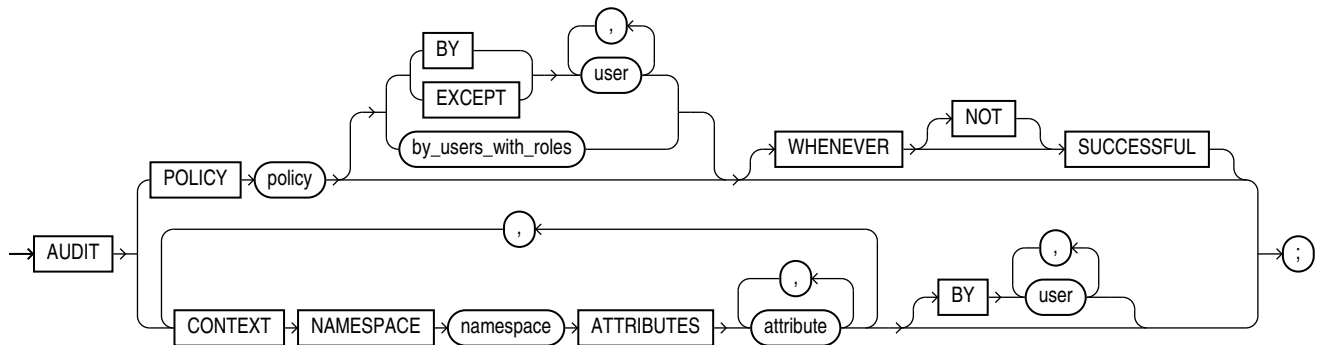 ,
BY
user
EXCEPT
NOT
by_users_with_roles
WHENEVER
SUCCESSFUL
POLICY policy
,
AUDIT
,
;
,
BY
user
CONTEXT NAMESPACE namespace ATTRIBUTES attribute